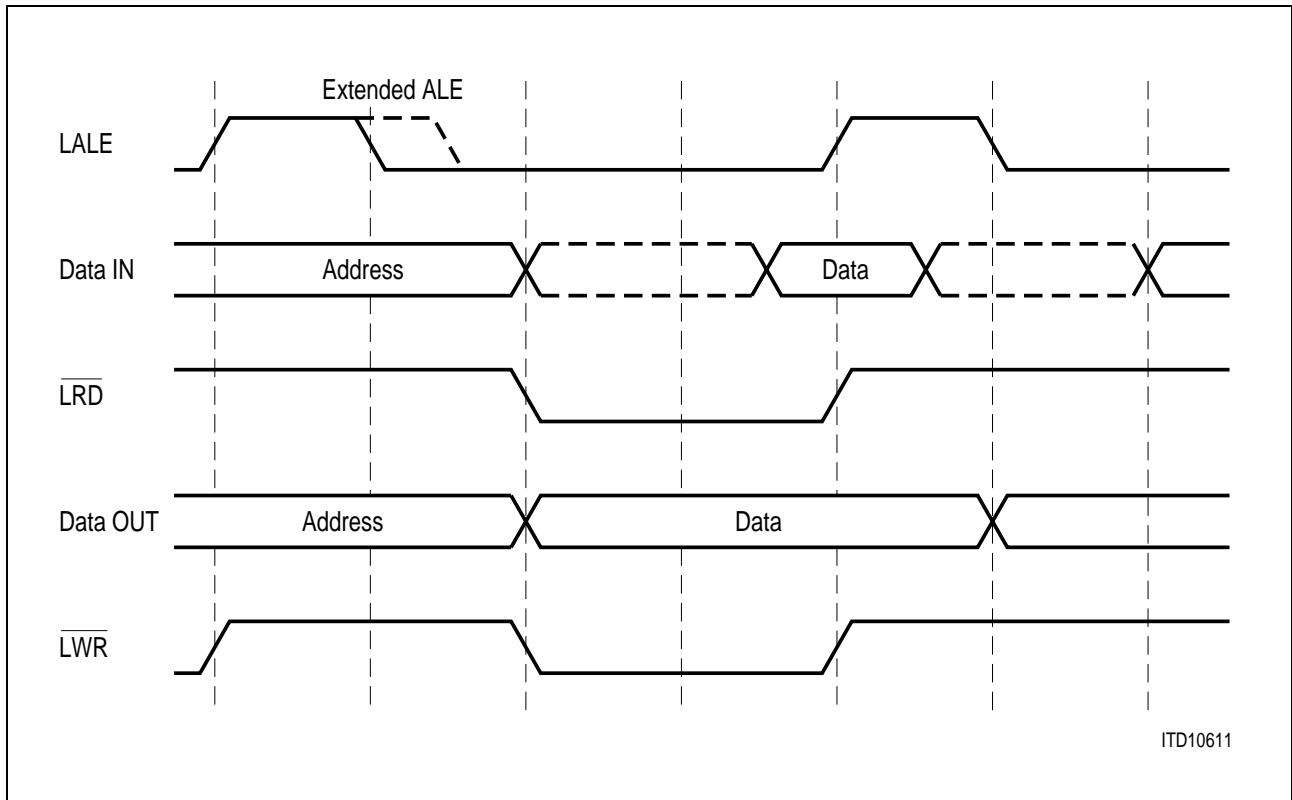 Extended ALE
LALE
Data IN
Address
Data
LRD
Data OUT
Address
Data
LWR
ITD10611